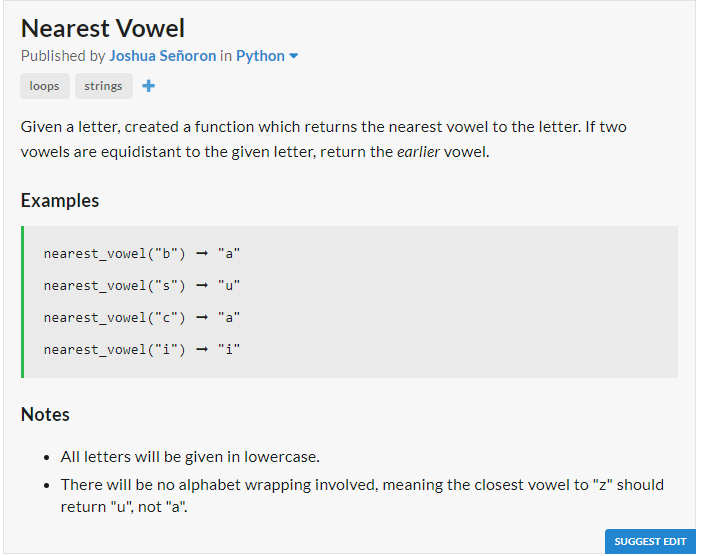 Nearest Vowel
Published by Joshua Señoron in Python
loops strings +
Given a letter, created a function which returns the nearest vowel to the letter. If two
vowels are equidistant to the given letter, return the earlier vowel.
Examples
nearest_vowel("b") ➞ "a"
nearest_vowel("s") ➞ "u"
nearest_vowel("c") ➞ "a"
nearest_vowel("i") ➞ "i"
Notes
• All letters will be given in lowercase.
• There will be no alphabet wrapping involved, meaning the closest vowel to "z" should
return "u", not "a".
SUGGEST EDIT